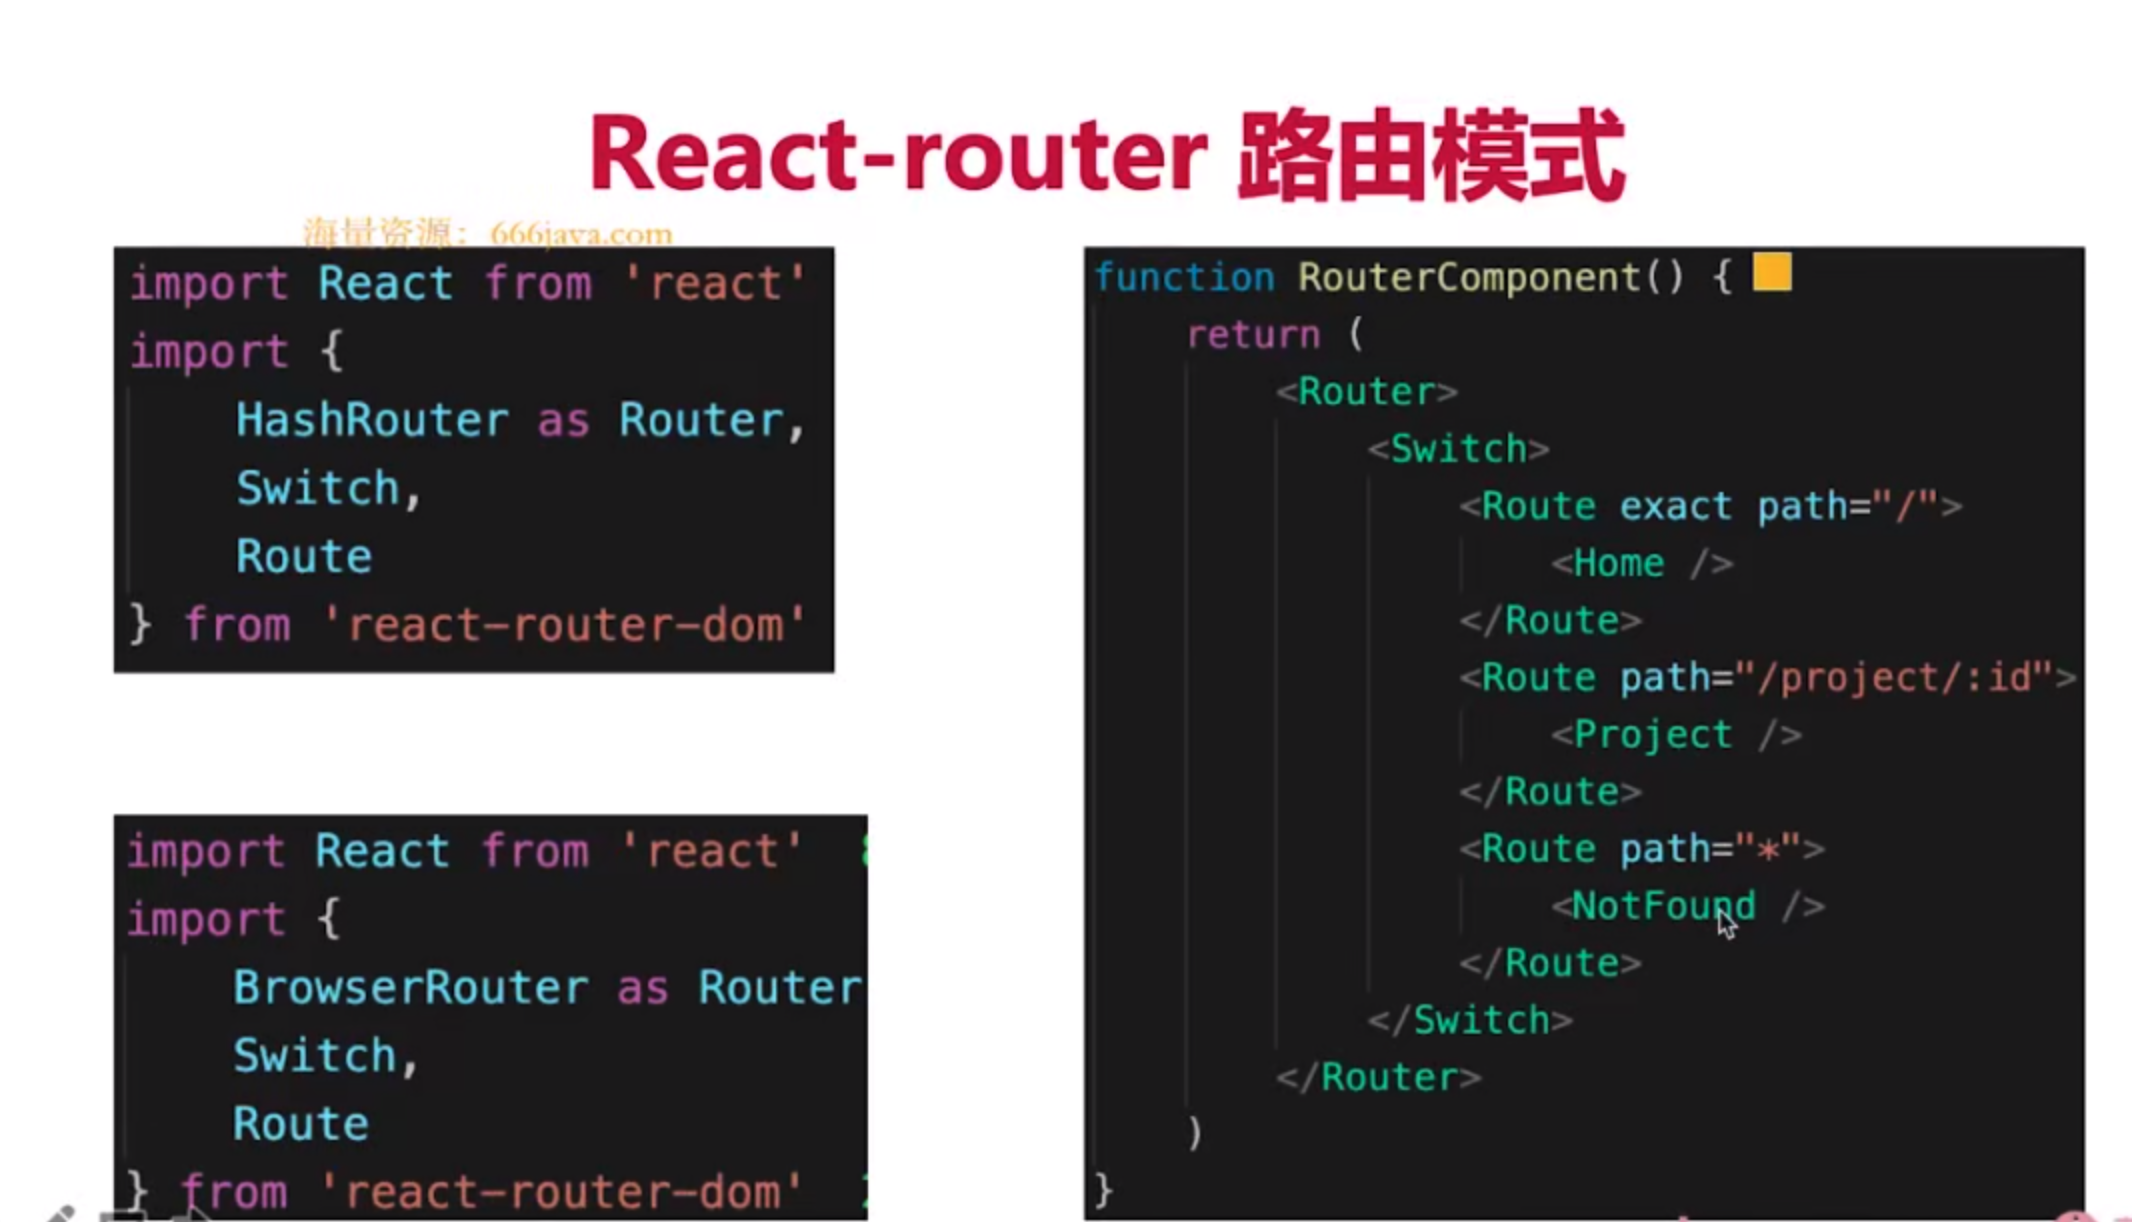 React-router 路由模式
海量资源：666java.com
import React from 'react'
import {
HashRouter as Router,
Switch,
Route
} from 'react-router-dom'
import React from 'react'
import {
BrowserRouter as Router
Switch,
Route
} from 'react-router-dom'
function RouterComponent() {
return (
<Router>
<Switch>
<Route exact path="/">
<Home />
</Route>
<Route path="/project/:id">
<Project />
</Route>
<Route path="*">
<NotFound />
</Route>
</Switch>
</Router>
)
}